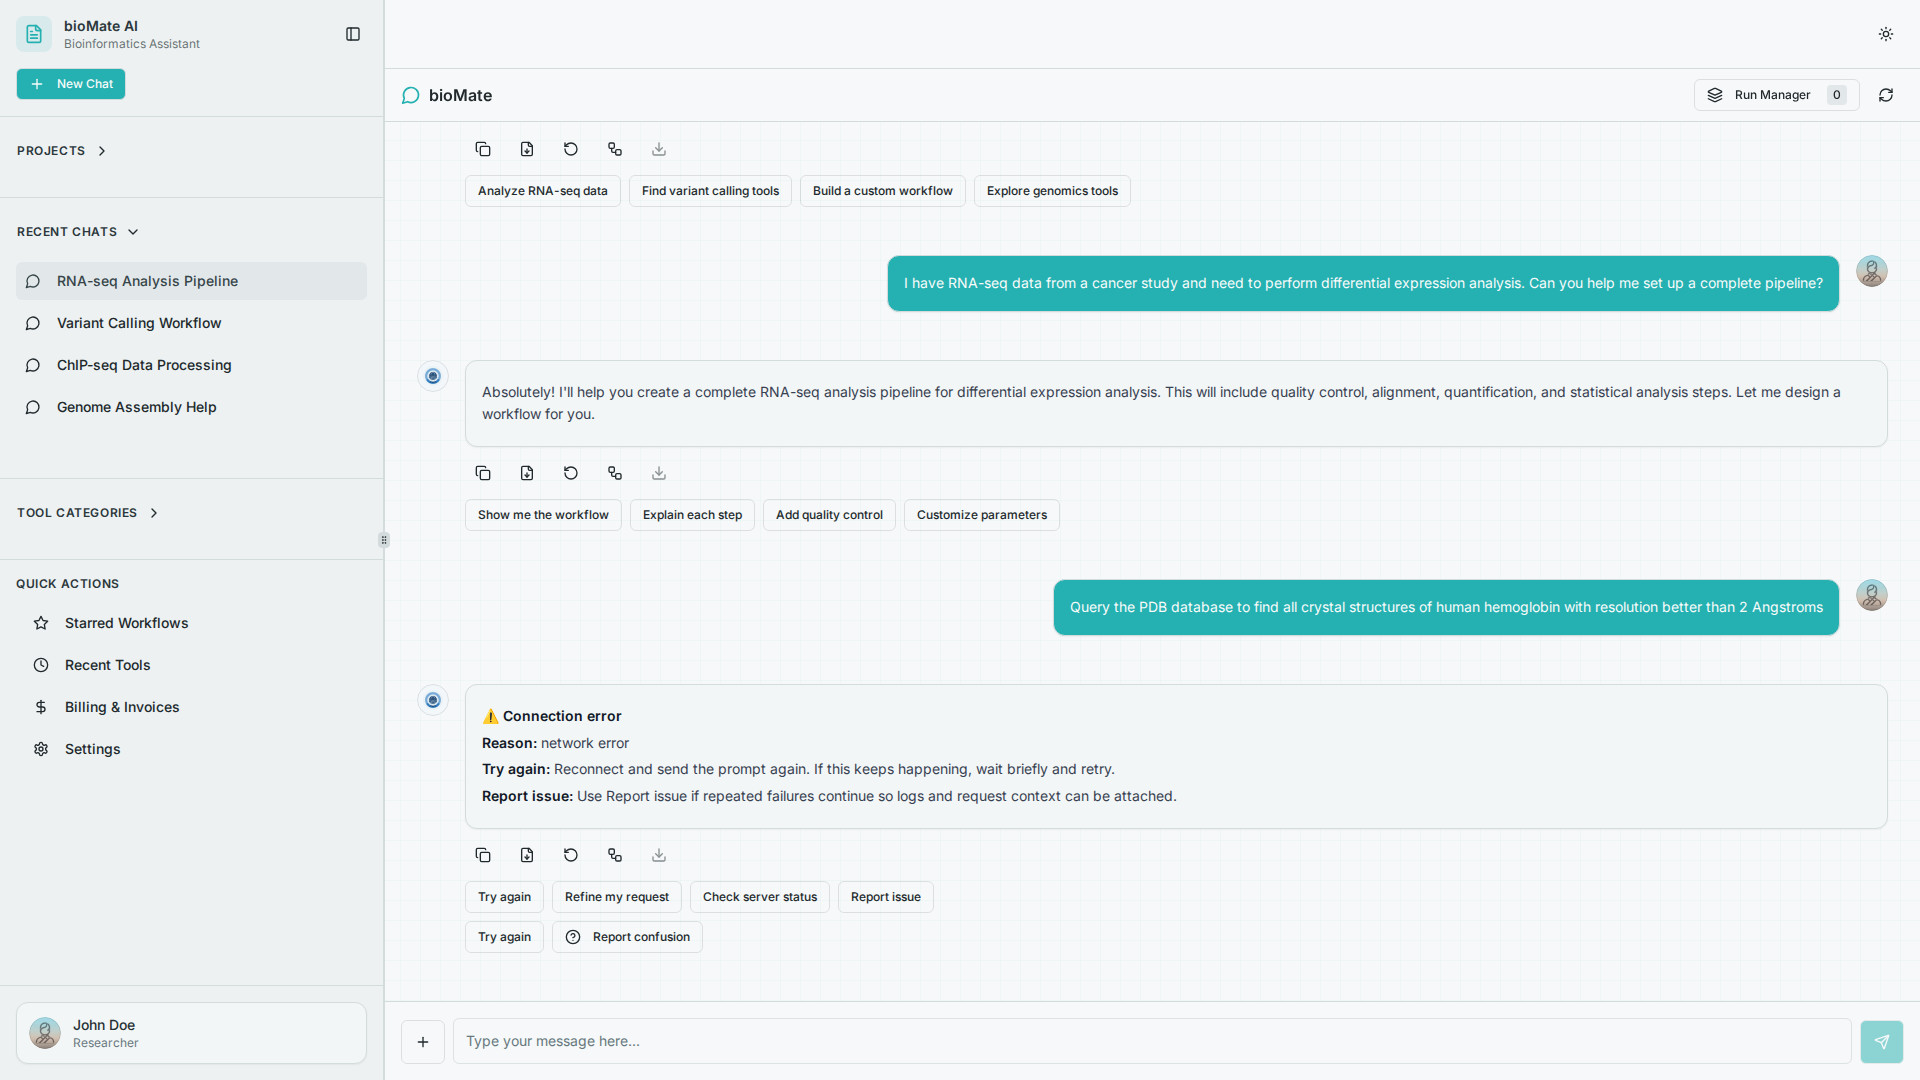 bioMate AI
Bioinformatics Assistant
New Chat
PROJECTS
RECENT CHATS
RNA-seq Analysis Pipeline
Variant Calling Workflow
ChIP-seq Data Processing
Genome Assembly Help
TOOL CATEGORIES
QUICK ACTIONS
Starred Workflows
Recent Tools
Billing & Invoices
Settings
John Doe
Researcher
bioMate
Run Manager 0
Analyze RNA-seq data Find variant calling tools Build a custom workflow Explore genomics tools
I have RNA-seq data from a cancer study and need to perform differential expression analysis. Can you help me set up a complete pipeline?
Absolutely! I'll help you create a complete RNA-seq analysis pipeline for differential expression analysis. This will include quality control, alignment, quantification, and statistical analysis steps. Let me design a
workflow for you.
Show me the workflow Explain each step Add quality control Customize parameters
Query the PDB database to find all crystal structures of human hemoglobin with resolution better than 2 Angstroms
⚠️ Connection error
Reason: network error
Try again: Reconnect and send the prompt again. If this keeps happening, wait briefly and retry.
Report issue: Use Report issue if repeated failures continue so logs and request context can be attached.
Try again Refine my request Check server status Report issue
Try again Report confusion
Type your message here...